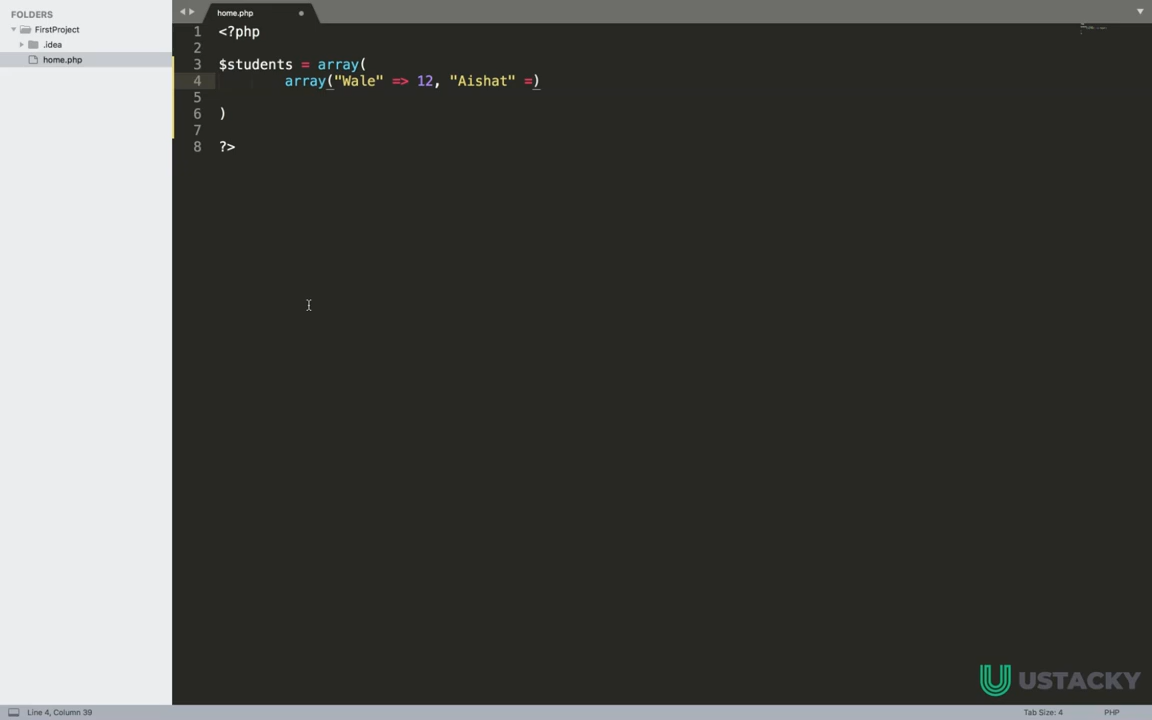 FOLDERS
FirstProject
.idea
home.php
home.php
1 <?php
2
3 $students = array(
4 array("Wale" => 12, "Aishat" =)
5
6 )
7
8 ?>
USTACKY
Line 4, Column 39
Tab Size: 4
PHP